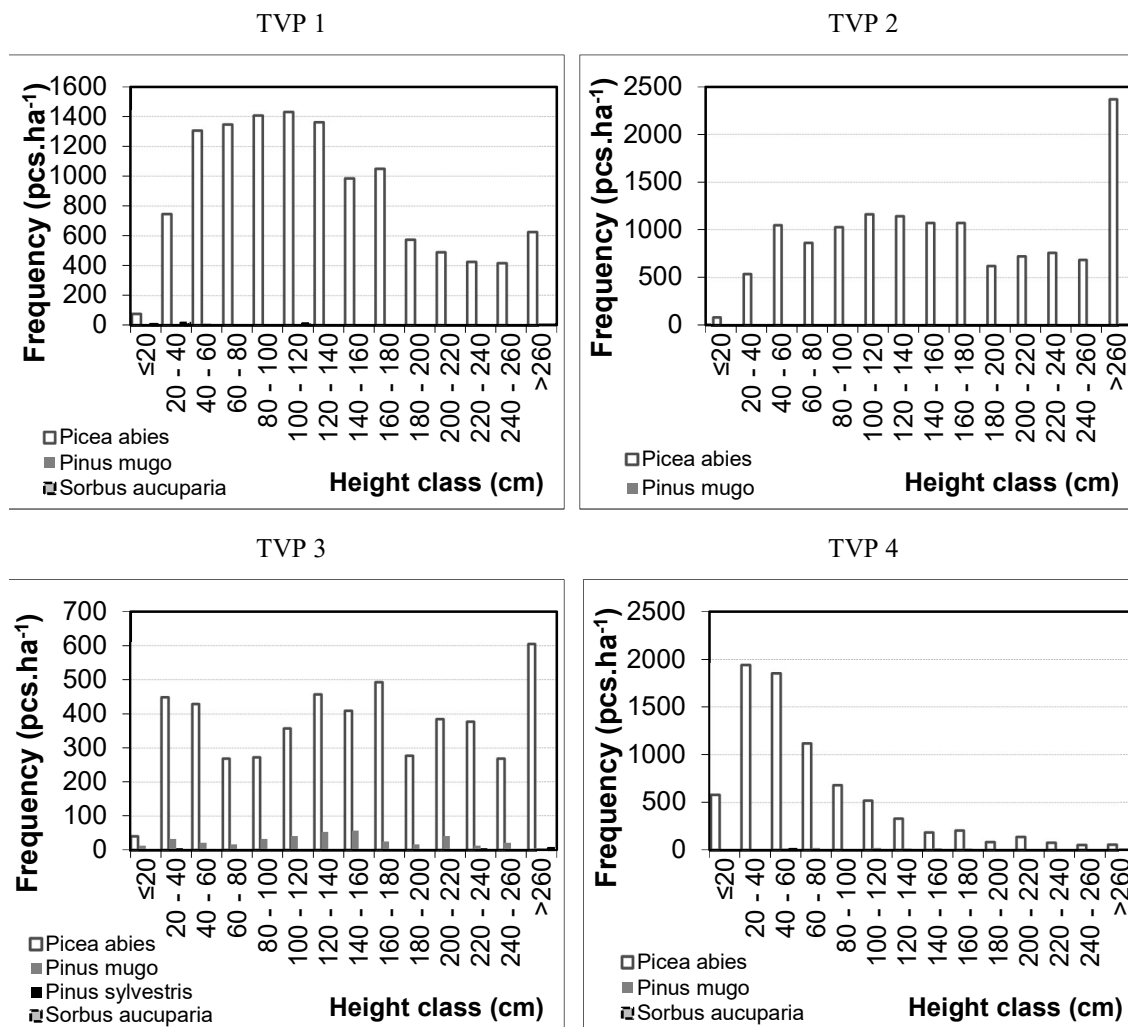 TVP 1
Frequency (pcs.ha⁻¹)
1600
1400
1200
1000
800
600
400
200
0
≤20
20 - 40
40 - 60
60 - 80
80 - 100
100 - 120
120 - 140
140 - 160
160 - 180
180 - 200
200 - 220
220 - 240
240 - 260
>260
Picea abies
Pinus mugo
Sorbus aucuparia
Height class (cm)
TVP 2
Frequency (pcs.ha⁻¹)
2500
2000
1500
1000
500
0
≤20
20 - 40
40 - 60
60 - 80
80 - 100
100 - 120
120 - 140
140 - 160
160 - 180
180 - 200
200 - 220
220 - 240
240 - 260
>260
Picea abies
Pinus mugo
Height class (cm)
TVP 3
Frequency (pcs.ha⁻¹)
700
600
500
400
300
200
100
0
≤20
20 - 40
40 - 60
60 - 80
80 - 100
100 - 120
120 - 140
140 - 160
160 - 180
180 - 200
200 - 220
220 - 240
240 - 260
>260
Picea abies
Pinus mugo
Pinus sylvestris
Sorbus aucuparia
Height class (cm)
TVP 4
Frequency (pcs.ha⁻¹)
2500
2000
1500
1000
500
0
≤20
20 - 40
40 - 60
60 - 80
80 - 100
100 - 120
120 - 140
140 - 160
160 - 180
180 - 200
200 - 220
220 - 240
240 - 260
>260
Picea abies
Pinus mugo
Sorbus aucuparia
Height class (cm)